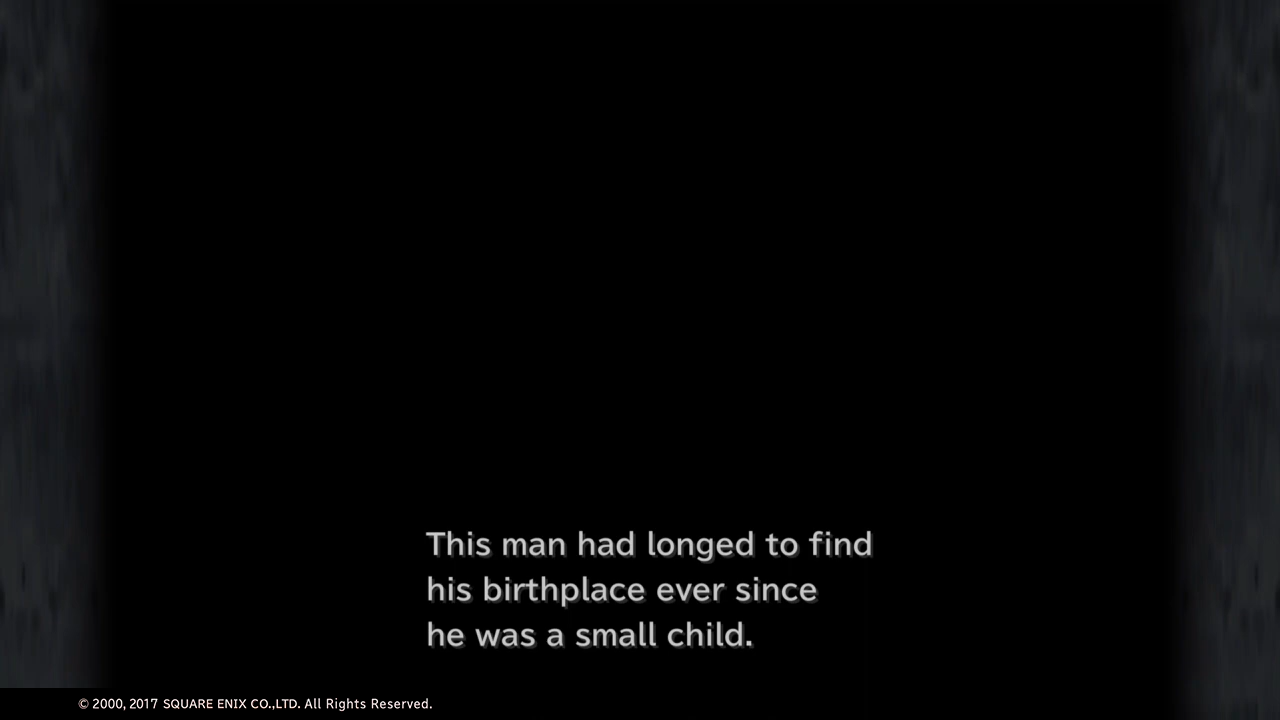 This man had longed to find
his birthplace ever since
he was a small child.
© 2000, 2017 SQUARE ENIX CO.,LTD. All Rights Reserved.